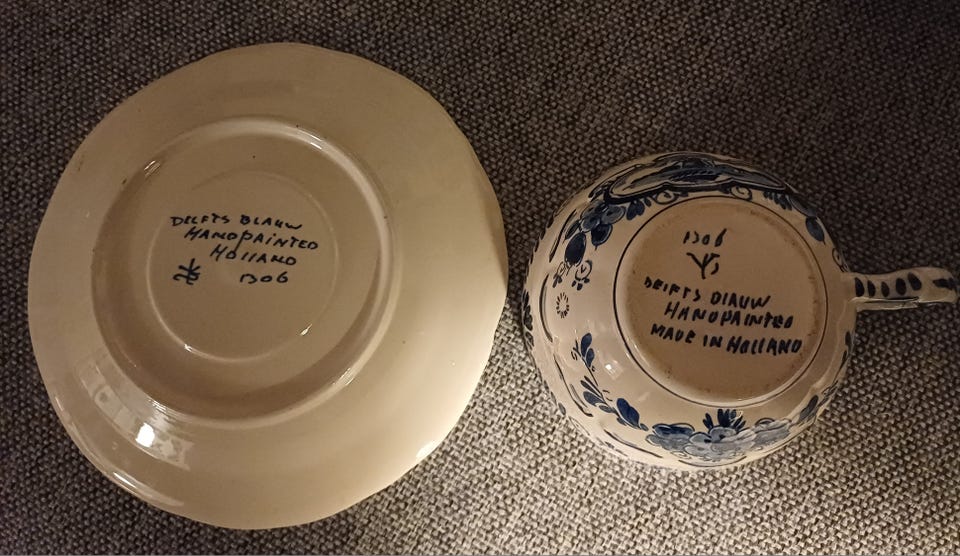 DELFTS BLAUW
HANDPAINTED
HOLLAND
1306
1306
DELFTS BLAUW
HANDPAINTED
MADE IN HOLLAND